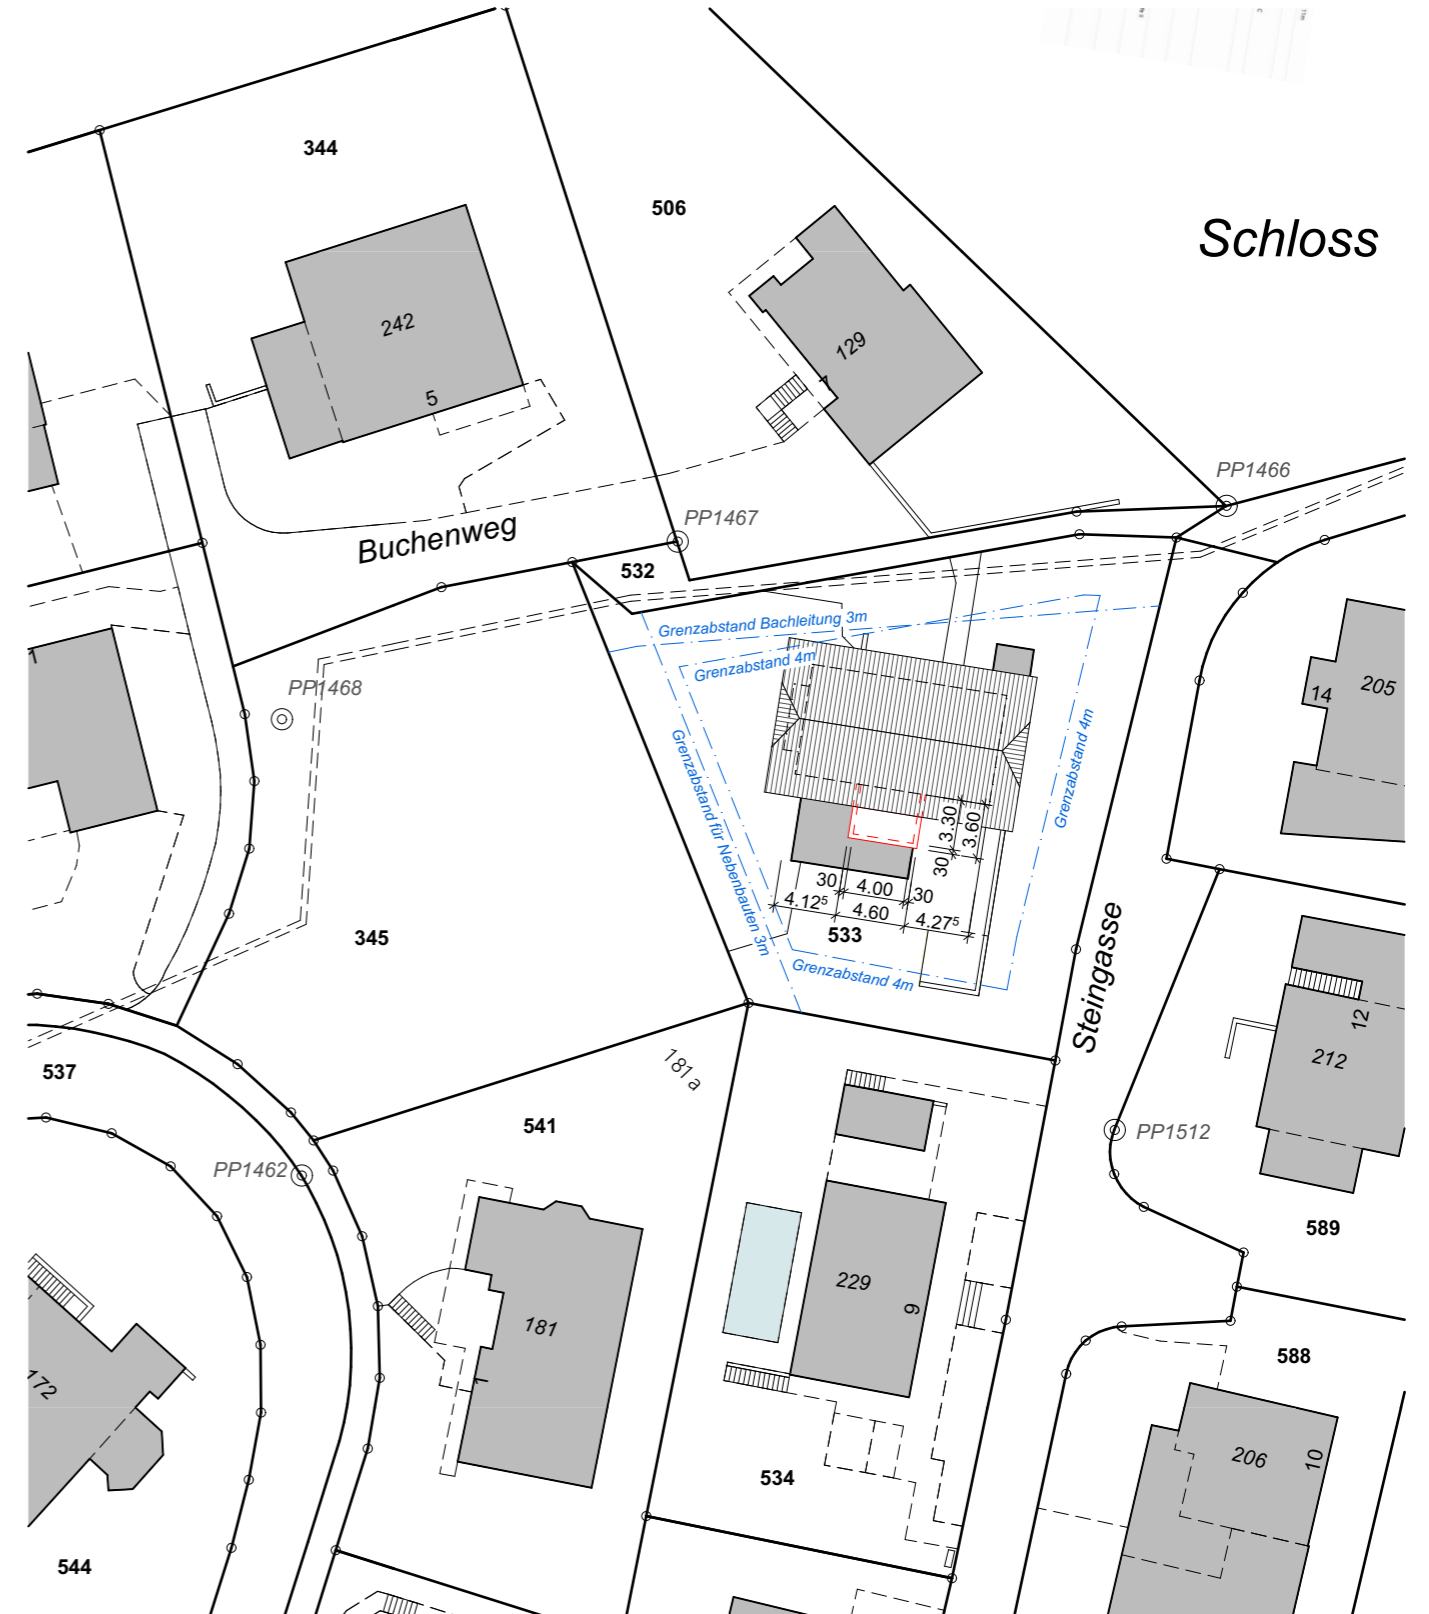 344
506
Schloss
242
129
7
5
PP1466
PP1467
Buchenweg
532
Grenzabstand Bachleitung 3m
Grenzabstand 4m
PP1468
14
205
Grenzabstand 4m
Grenzabstand für Nebenbauten 3m
3.30
3.60
30
30
4.00
30
4.12⁵
4.60
4.27⁵
345
533
Grenzabstand 4m
Steingasse
12
212
181a
537
541
PP1512
PP1462
589
229
9
181
1
588
172
206
10
534
544